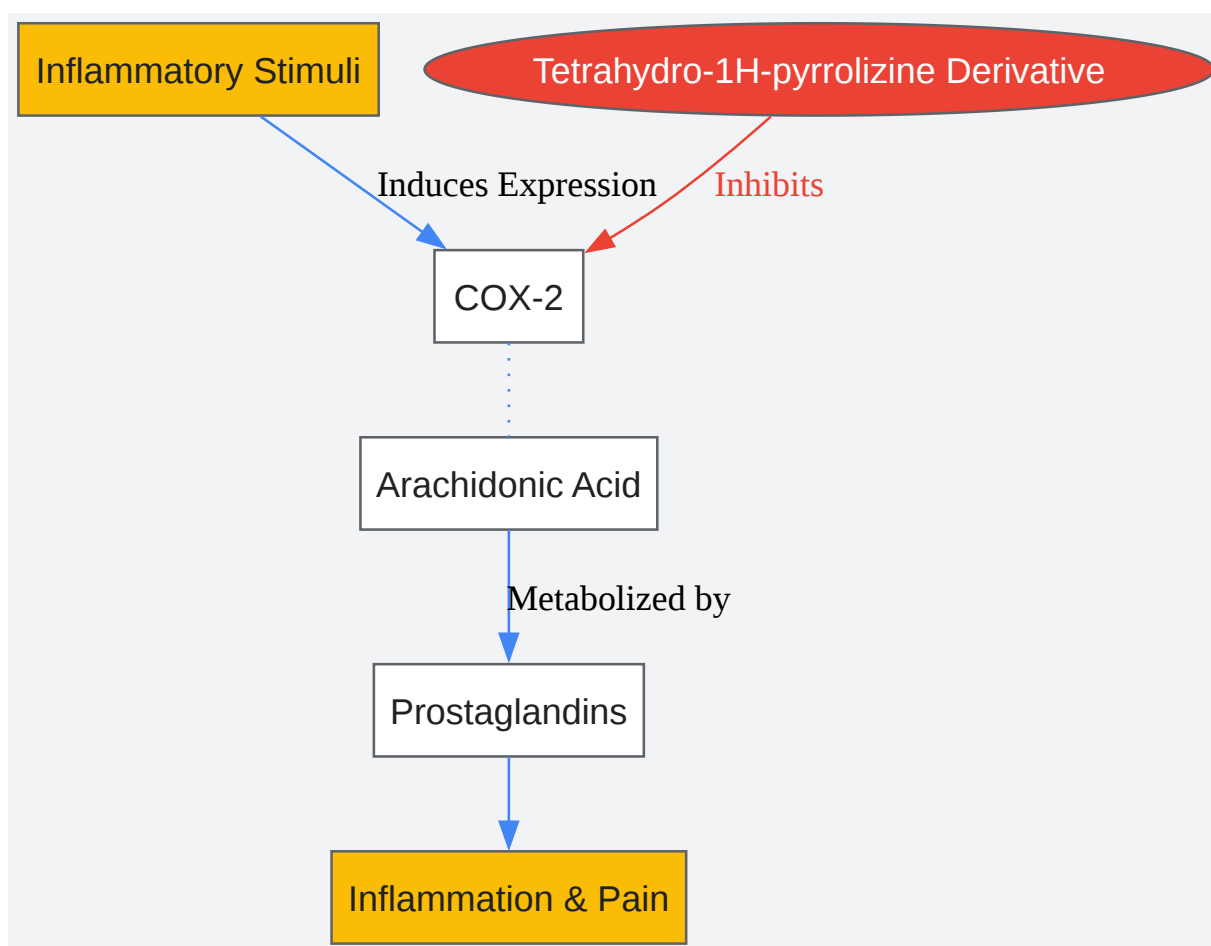 Inflammatory Stimuli
Tetrahydro-1H-pyrrolizine Derivative
Induces Expression
Inhibits
COX-2
Arachidonic Acid
Metabolized by
Prostaglandins
Inflammation & Pain